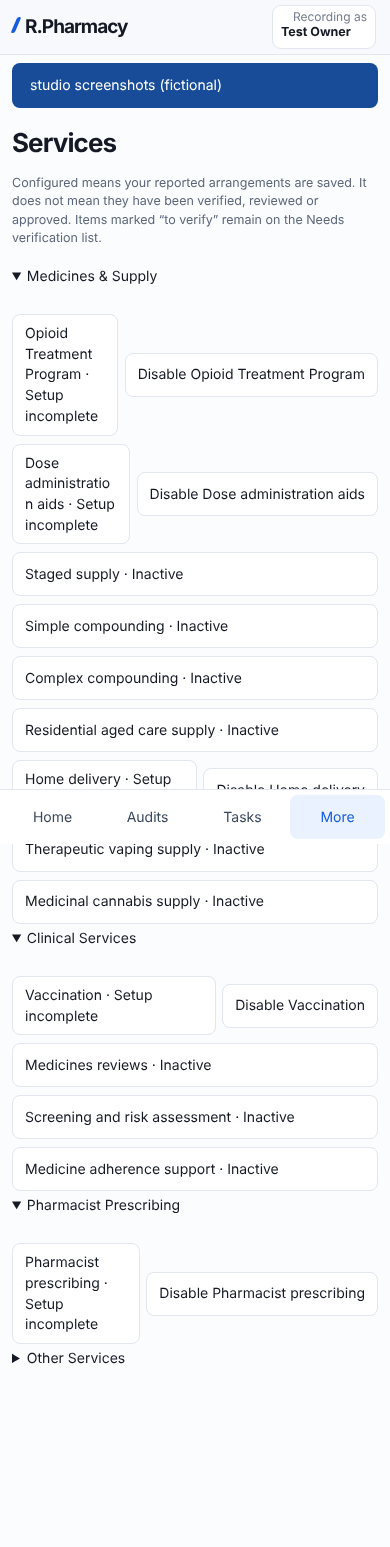 R.Pharmacy
Recording as
Test Owner
studio screenshots (fictional)
Services
Configured means your reported arrangements are saved. It
does not mean they have been verified, reviewed or
approved. Items marked “to verify” remain on the Needs
verification list.
Medicines & Supply
Opioid
Treatment
Program ·
Setup
incomplete
Disable Opioid Treatment Program
Dose
administratio
n aids · Setup
incomplete
Disable Dose administration aids
Staged supply · Inactive
Simple compounding · Inactive
Complex compounding · Inactive
Residential aged care supply · Inactive
Home delivery · Setup
Disable Home delivery
Home
Audits
Tasks
More
Therapeutic vaping supply · Inactive
Medicinal cannabis supply · Inactive
Clinical Services
Vaccination · Setup
incomplete
Disable Vaccination
Medicines reviews · Inactive
Screening and risk assessment · Inactive
Medicine adherence support · Inactive
Pharmacist Prescribing
Pharmacist
prescribing ·
Setup
incomplete
Disable Pharmacist prescribing
Other Services